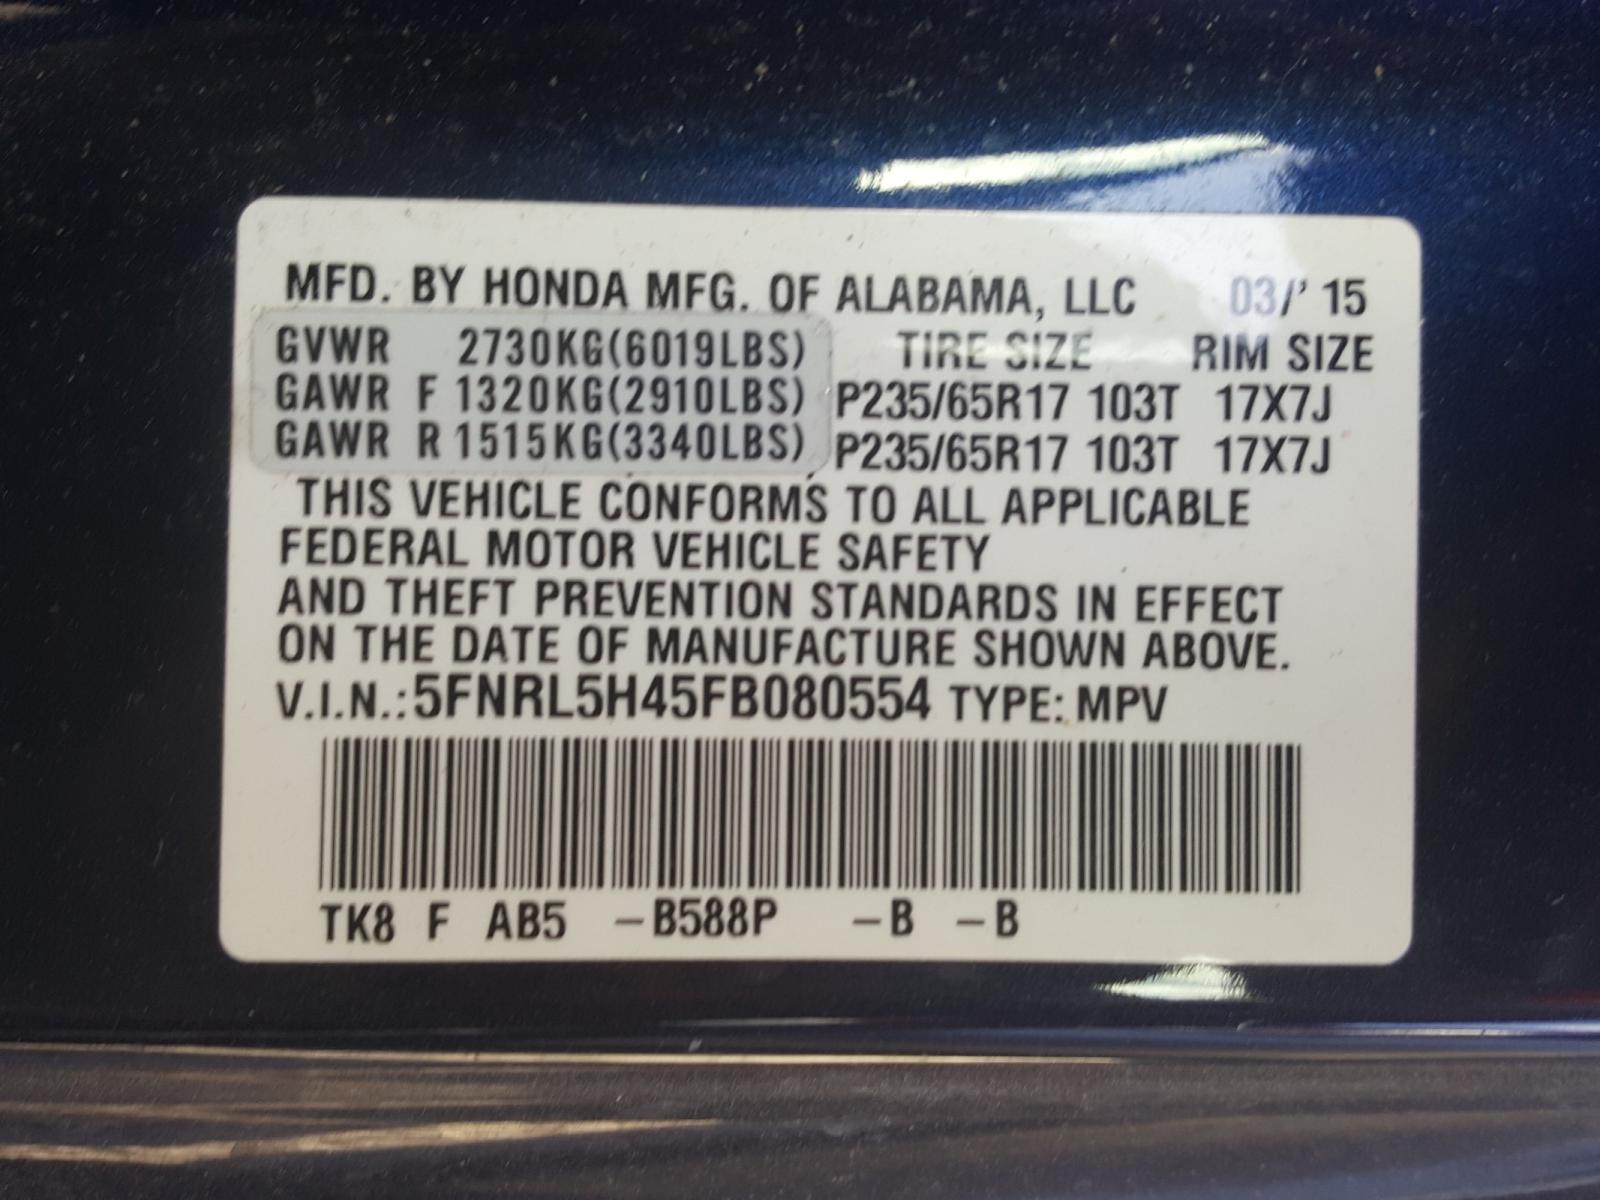 MFD. BY HONDA MFG. OF ALABAMA, LLC 03/' 15
GVWR 2730KG(6019LBS) TIRE SIZE RIM SIZE
GAWR F 1320KG(2910LBS) P235/65R17 103T 17X7J
GAWR R 1515KG(3340LBS) P235/65R17 103T 17X7J
THIS VEHICLE CONFORMS TO ALL APPLICABLE
FEDERAL MOTOR VEHICLE SAFETY
AND THEFT PREVENTION STANDARDS IN EFFECT
ON THE DATE OF MANUFACTURE SHOWN ABOVE.
V.I.N.:5FNRL5H45FB080554 TYPE: MPV
TK8 F AB5 –B588P –B –B